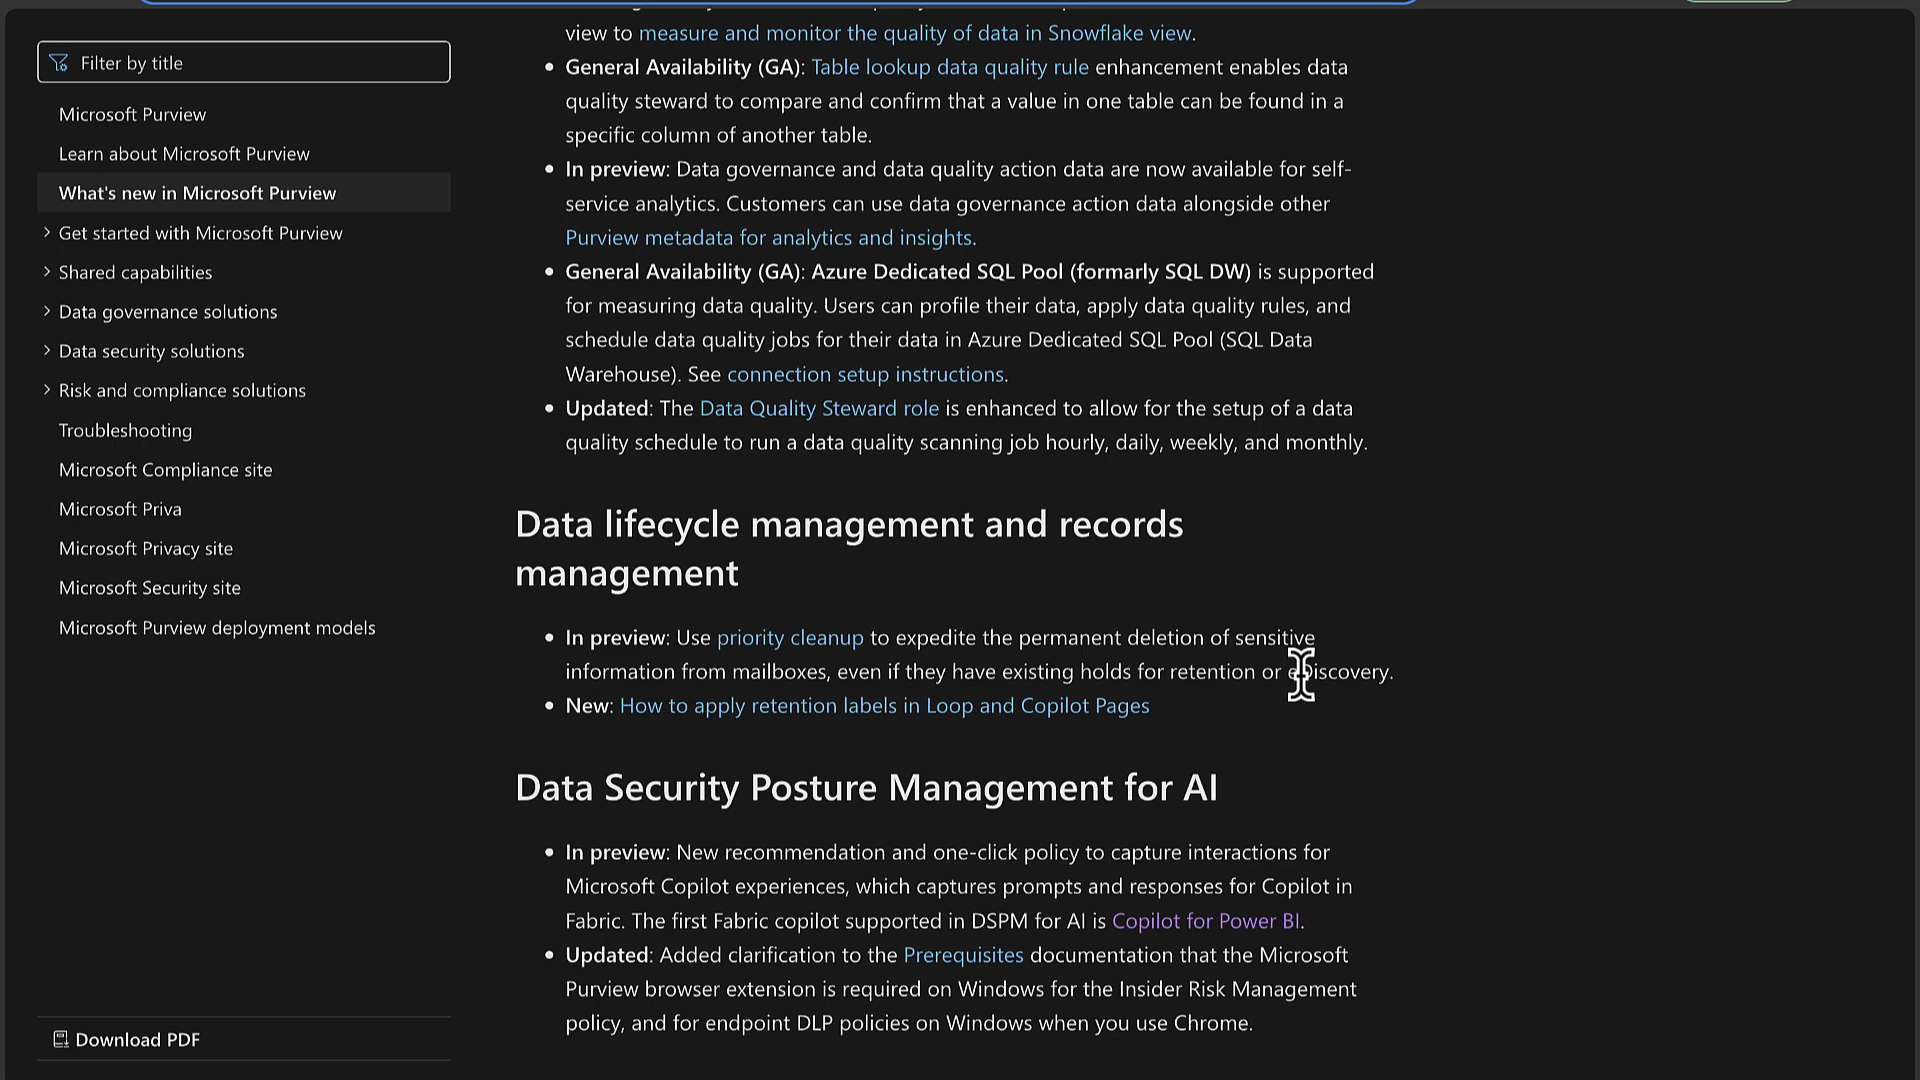 Filter by title
Microsoft Purview
Learn about Microsoft Purview
What's new in Microsoft Purview
Get started with Microsoft Purview
Shared capabilities
Data governance solutions
Data security solutions
Risk and compliance solutions
Troubleshooting
Microsoft Compliance site
Microsoft Priva
Microsoft Privacy site
Microsoft Security site
Microsoft Purview deployment models
Download PDF
view to measure and monitor the quality of data in Snowflake view.
General Availability (GA): Table lookup data quality rule enhancement enables data
quality steward to compare and confirm that a value in one table can be found in a
specific column of another table.
In preview: Data governance and data quality action data are now available for self-
service analytics. Customers can use data governance action data alongside other
Purview metadata for analytics and insights.
General Availability (GA): Azure Dedicated SQL Pool (formarly SQL DW) is supported
for measuring data quality. Users can profile their data, apply data quality rules, and
schedule data quality jobs for their data in Azure Dedicated SQL Pool (SQL Data
Warehouse). See connection setup instructions.
Updated: The Data Quality Steward role is enhanced to allow for the setup of a data
quality schedule to run a data quality scanning job hourly, daily, weekly, and monthly.
Data lifecycle management and records
management
In preview: Use priority cleanup to expedite the permanent deletion of sensitive
information from mailboxes, even if they have existing holds for retention or eDiscovery.
New: How to apply retention labels in Loop and Copilot Pages
Data Security Posture Management for AI
In preview: New recommendation and one-click policy to capture interactions for
Microsoft Copilot experiences, which captures prompts and responses for Copilot in
Fabric. The first Fabric copilot supported in DSPM for AI is Copilot for Power BI.
Updated: Added clarification to the Prerequisites documentation that the Microsoft
Purview browser extension is required on Windows for the Insider Risk Management
policy, and for endpoint DLP policies on Windows when you use Chrome.